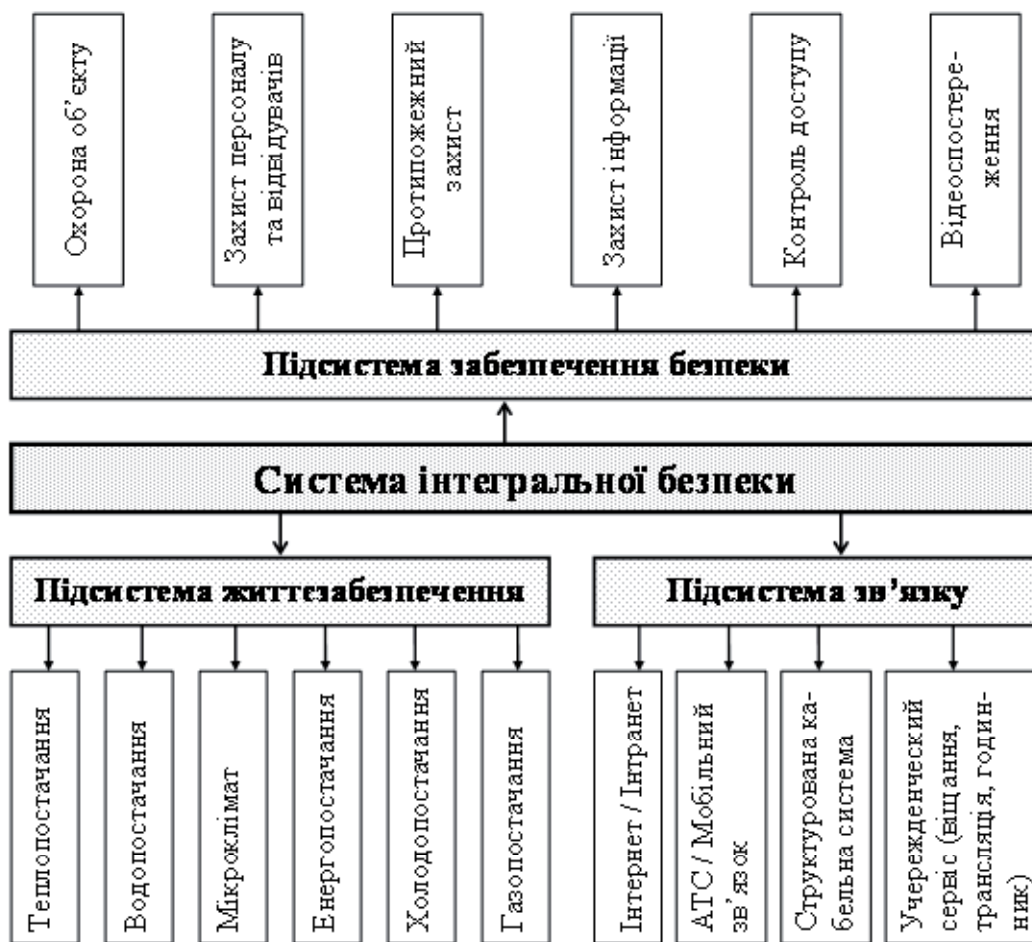 Охорона об’єкту
Захист персоналу
та відвідувачів
Протипожежний
захист
Захист інформації
Контроль доступу
Відеоспостере-
ження
Підсистема забезпечення безпеки
Система інтегральної безпеки
Підсистема життєзабезпечення
Підсистема зв’язку
Теплопостачання
Водопостачання
Мікроклімат
Енергопостачання
Холодопостачання
Газопостачання
Інтернет / Інтранет
АТС / Мобільний
зв’язок
Структурована ка-
бельна система
Учережденческий
сервіс (віщання,
трансляція, годин-
ник)